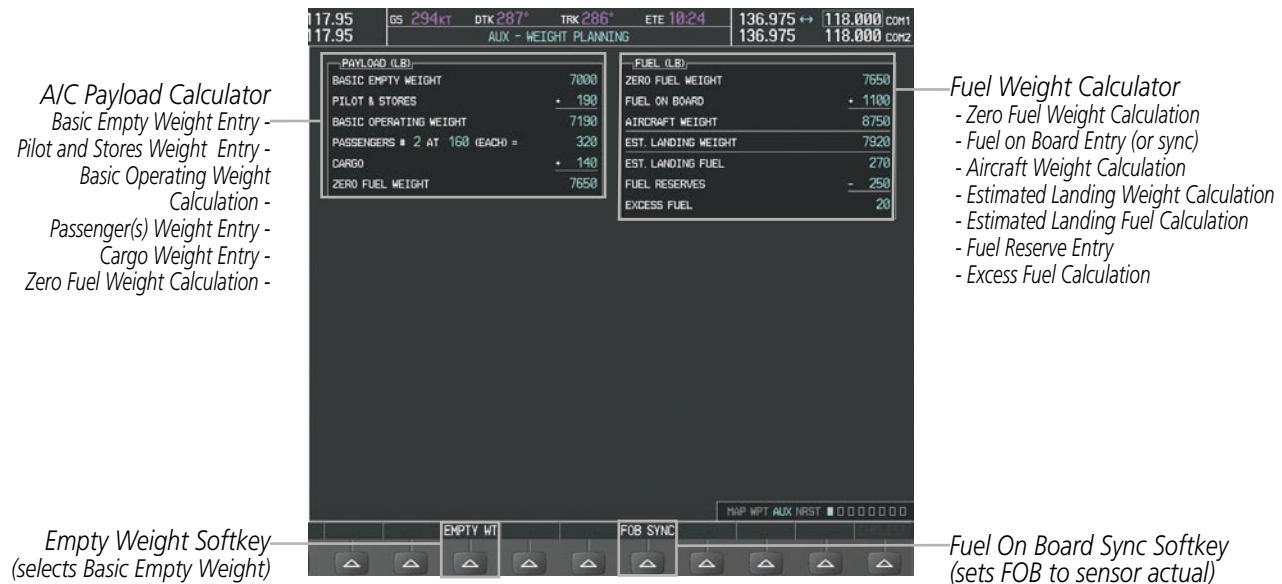 117.95
117.95
GS 294KT DTK 287° TRK 286° ETE 10:24
AUX - WEIGHT PLANNING
136.975 ↔ 118.000 COM1
136.975 118.000 COM2
A/C Payload Calculator
Basic Empty Weight Entry -
Pilot and Stores Weight Entry -
Basic Operating Weight
Calculation -
Passenger(s) Weight Entry -
Cargo Weight Entry -
Zero Fuel Weight Calculation -
PAYLOAD (LB)
BASIC EMPTY WEIGHT 7000
PILOT & STORES + 190
BASIC OPERATING WEIGHT 7190
PASSENGERS # 2 AT 160 (EACH) = 320
CARGO + 140
ZERO FUEL WEIGHT 7650
FUEL (LB)
ZERO FUEL WEIGHT 7650
FUEL ON BOARD + 1100
AIRCRAFT WEIGHT 8750
EST. LANDING WEIGHT 7920
EST. LANDING FUEL 270
FUEL RESERVES - 250
EXCESS FUEL 20
Fuel Weight Calculator
- Zero Fuel Weight Calculation
- Fuel on Board Entry (or sync)
- Aircraft Weight Calculation
- Estimated Landing Weight Calculation
- Estimated Landing Fuel Calculation
- Fuel Reserve Entry
- Excess Fuel Calculation
MAP WPT AUX NRST
EMPTY WT
FOB SYNC
Empty Weight Softkey
(selects Basic Empty Weight)
Fuel On Board Sync Softkey
(sets FOB to sensor actual)